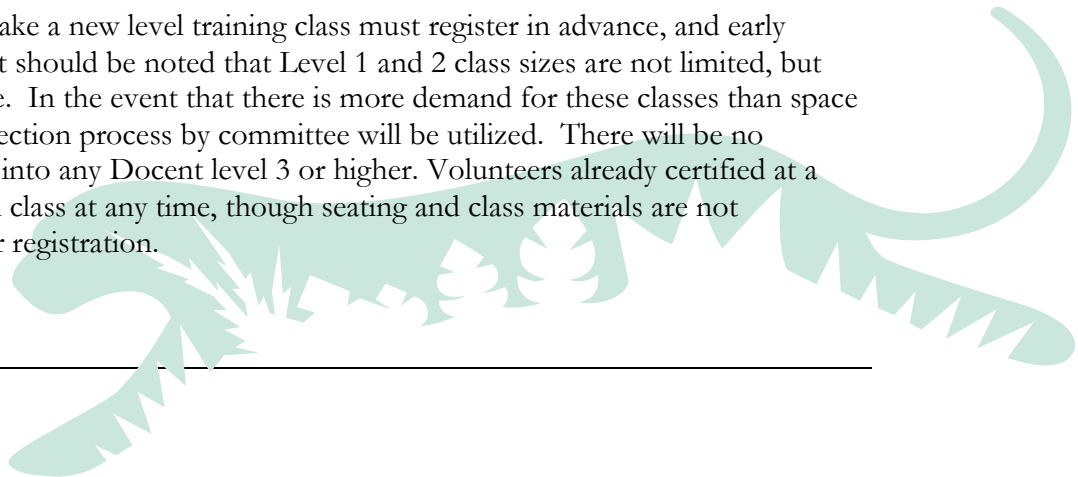 ake a new level training class must register in advance, and early
t should be noted that Level 1 and 2 class sizes are not limited, but
e.  In the event that there is more demand for these classes than space
ection process by committee will be utilized.  There will be no
into any Docent level 3 or higher. Volunteers already certified at a
class at any time, though seating and class materials are not
r registration.